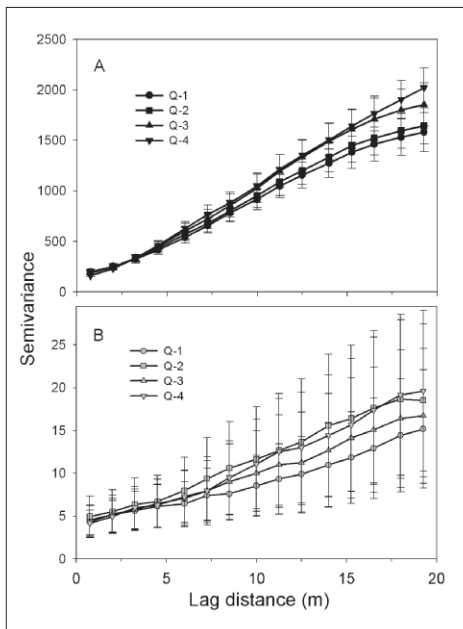 2500
A
2000
Q-1
Q-2
1500
Q-3
Q-4
1000
500
0
Semivariance
B
25
Q-1
Q-2
20
Q-3
Q-4
15
10
5
0
0 5 10 15 20
Lag distance (m)